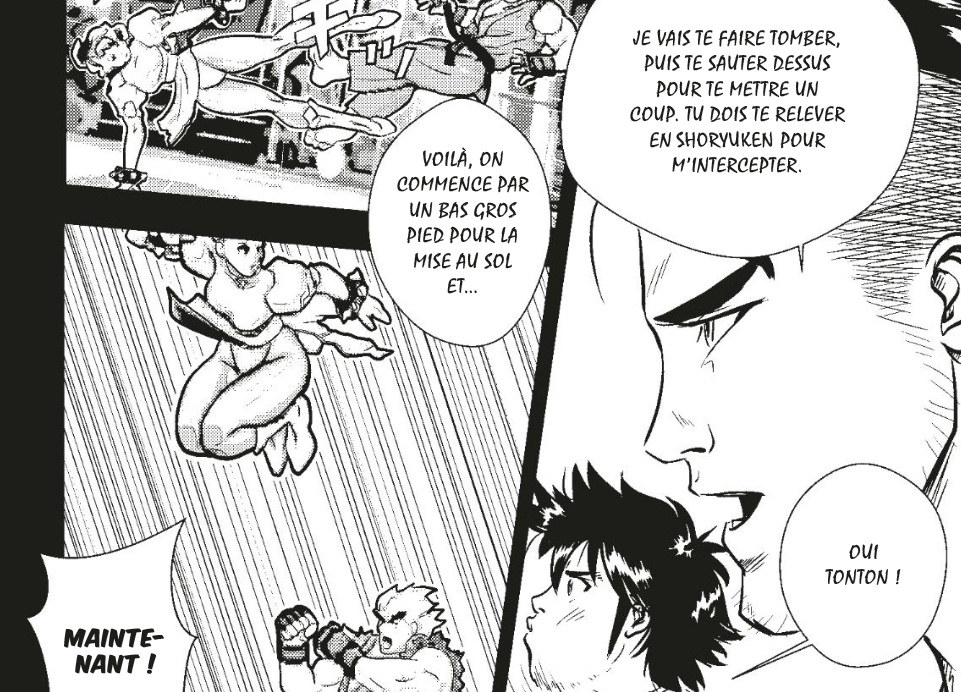 JE VAIS TE FAIRE TOMBER,
PUIS TE SAUTER DESSUS
POUR TE METTRE UN
COUP. TU DOIS TE RELEVER
EN SHORYUKEN POUR
M'INTERCEPTER.
OUI
TONTON !
VOILÀ, ON
COMMENCE PAR
UN BAS GROS
PIED POUR LA
MISE AU SOL
ET...
MAINTE-
NANT !